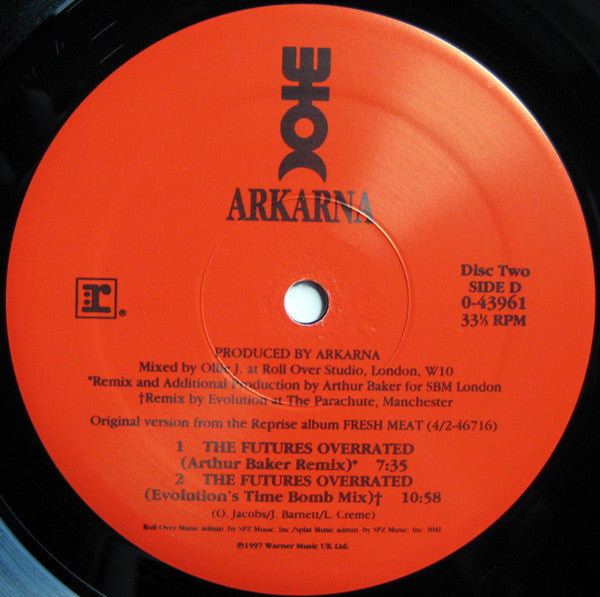 ARKARNA
r®
Disc Two
SIDE D
0-43961
33⅓ RPM
PRODUCED BY ARKARNA
Mixed by Ollie J. at Roll Over Studio, London, W10
*Remix and Additional Production by Arthur Baker for SBM London
†Remix by Evolution at The Parachute, Manchester
Original version from the Reprise album FRESH MEAT (4/2-46716)
1 THE FUTURES OVERRATED
(Arthur Baker Remix)* 7:35
2 THE FUTURES OVERRATED
(Evolution's Time Bomb Mix)† 10:58
(O. Jacobs/J. Barnett/L. Creme)
Roll Over Music admin. by SPZ Music, Inc./Splat Music admin. by SPZ Music, Inc. BMI
℗1997 Warner Music UK Ltd.